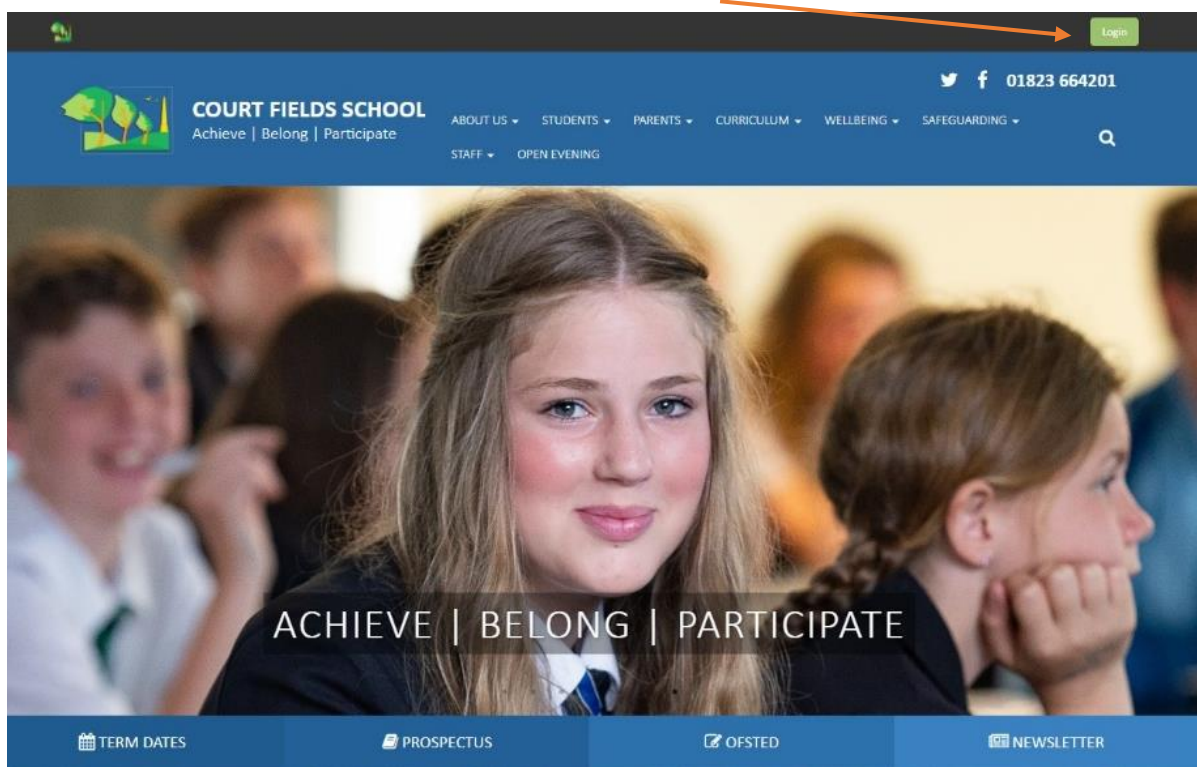 Login
01823 664201
COURT FIELDS SCHOOL
Achieve | Belong | Participate
ABOUT US STUDENTS PARENTS CURRICULUM WELLBEING SAFEGUARDING
STAFF OPEN EVENING
ACHIEVE | BELONG | PARTICIPATE
TERM DATES PROSPECTUS OFSTED NEWSLETTER